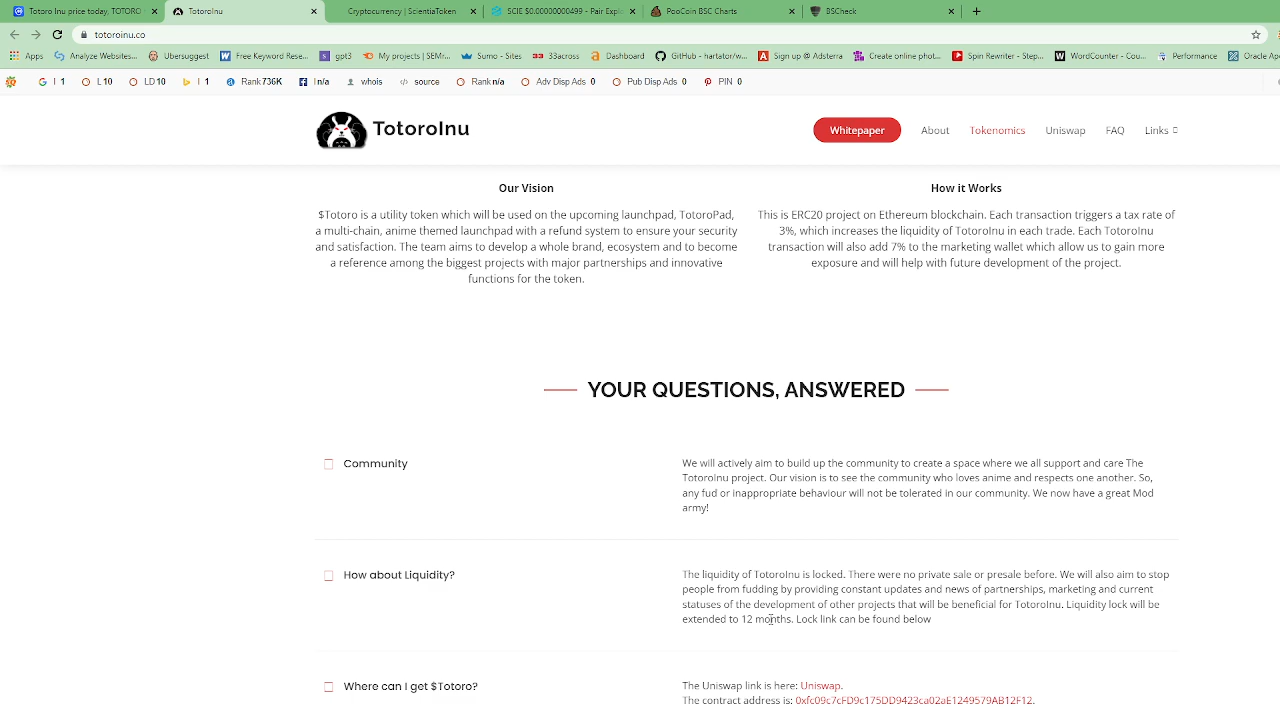 Totoro Inu price today, TOTORO
TotoroInu
Cryptocurrency | ScientiaToken
SCIE $0.00000000499 - Pair Explo
PooCoin BSC Charts
BSCheck
totoroinu.co
Apps
Analyze Websites...
Ubersuggest
Free Keyword Rese...
gpt3
My projects | SEMr...
Sumo - Sites
33across
Dashboard
GitHub - hartator/w...
Sign up @ Adsterra
Create online phot...
Spin Rewriter - Step...
WordCounter - Cou...
Performance
Oracle Ap
I 1
L 10
LD 10
I 1
Rank 736K
I n/a
whois
source
Rank n/a
Adv Disp Ads 0
Pub Disp Ads 0
PIN 0
TotoroInu
Whitepaper
About
Tokenomics
Uniswap
FAQ
Links
Our Vision
$Totoro is a utility token which will be used on the upcoming launchpad, TotoroPad,
a multi-chain, anime themed launchpad with a refund system to ensure your security
and satisfaction. The team aims to develop a whole brand, ecosystem and to become
a reference among the biggest projects with major partnerships and innovative
functions for the token.
How it Works
This is ERC20 project on Ethereum blockchain. Each transaction triggers a tax rate of
3%, which increases the liquidity of TotoroInu in each trade. Each TotoroInu
transaction will also add 7% to the marketing wallet which allow us to gain more
exposure and will help with future development of the project.
YOUR QUESTIONS, ANSWERED
Community
We will actively aim to build up the community to create a space where we all support and care The
TotoroInu project. Our vision is to see the community who loves anime and respects one another. So,
any fud or inappropriate behaviour will not be tolerated in our community. We now have a great Mod
army!
How about Liquidity?
The liquidity of TotoroInu is locked. There were no private sale or presale before. We will also aim to stop
people from fudding by providing constant updates and news of partnerships, marketing and current
statuses of the development of other projects that will be beneficial for TotoroInu. Liquidity lock will be
extended to 12 months. Lock link can be found below
Where can I get $Totoro?
The Uniswap link is here: Uniswap.
The contract address is: 0xfc09c7cFD9c175DD9423ca02aE1249579AB12F12.